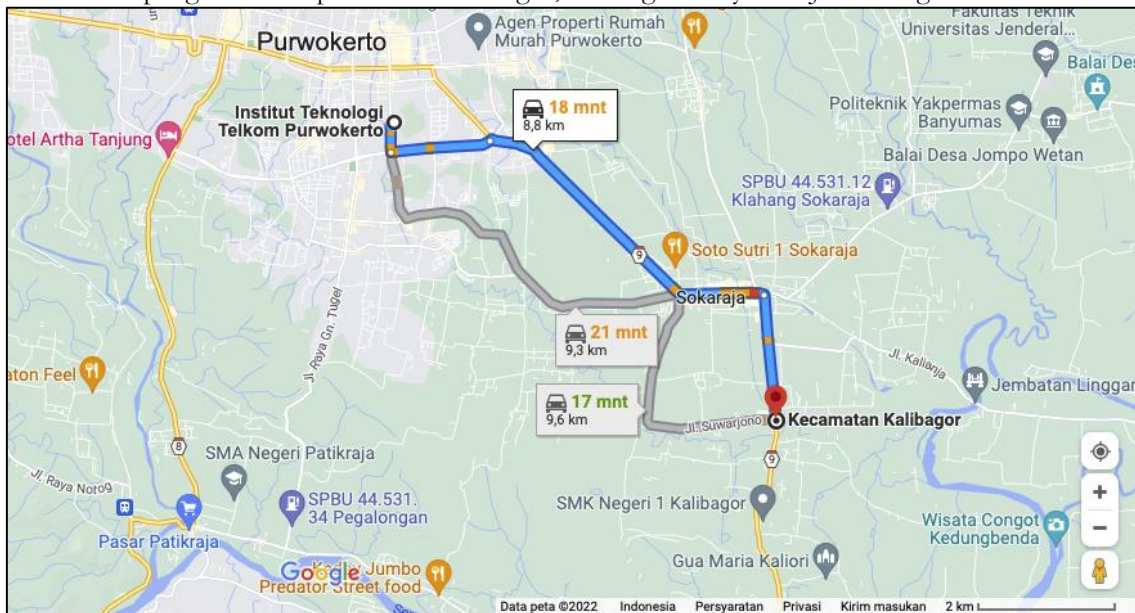 Purwokerto
Agen Properti Rumah
Murah Purwokerto
Fakultas Teknik
Universitas Jenderal...
Balai Des
Institut Teknologi
Telkom Purwokerto
18 mnt
8,8 km
Politeknik Yakpermas
Banyumas
otel Artha Tanjung
Balai Desa Jompo Wetan
SPBU 44.531.12
Klahang Sokaraja
9
Soto Sutri 1 Sokaraja
Sokaraja
Jl. Raya Gn. Tugel
21 mnt
9,3 km
Jl. Kalianja
aton Feel
17 mnt
9,6 km
Jembatan Linggar
Jl. Suwarjono
Kecamatan Kalibagor
8
9
SMA Negeri Patikraja
Jl. Raya Notog
SPBU 44.531.
34 Pegalongan
SMK Negeri 1 Kalibagor
Pasar Patikraja
Wisata Congot
Kedungbenda
Gua Maria Kaliori
Google
Jumbo
Predator Street food
Data peta ©2022
Indonesia
Persyaratan
Privasi
Kirim masukan
2 km